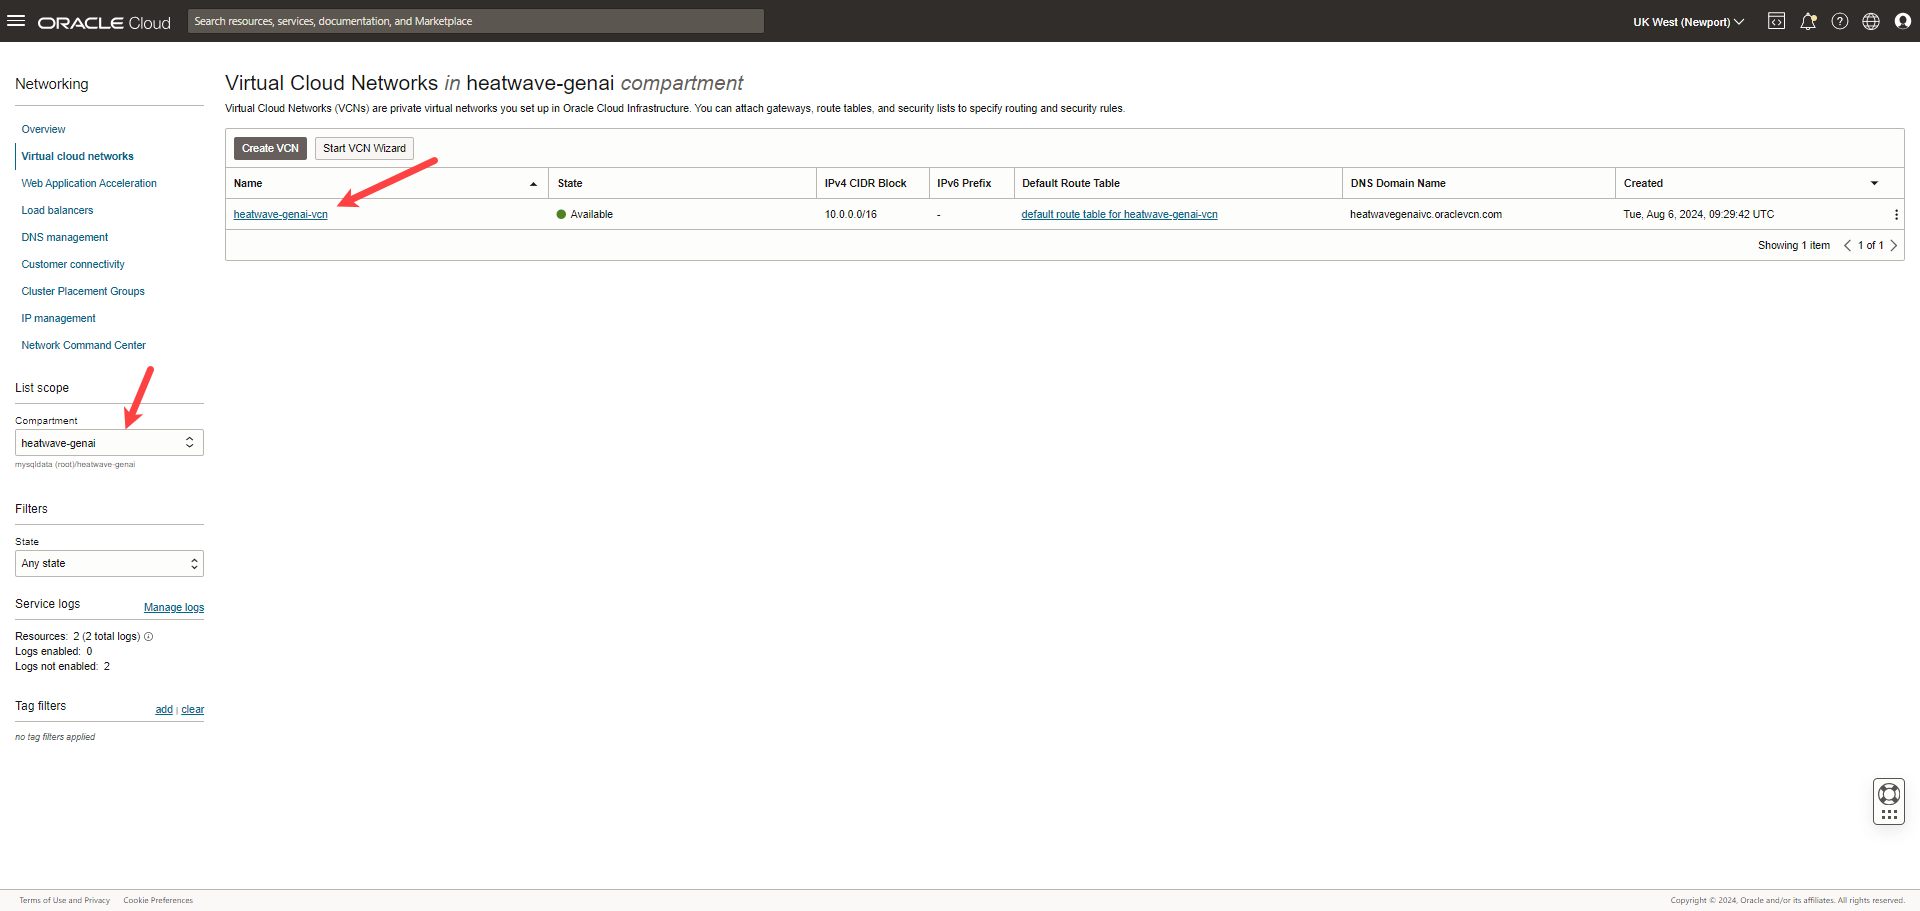 ORACLE Cloud
Search resources, services, documentation, and Marketplace
UK West (Newport)
Networking
Overview
Virtual cloud networks
Web Application Acceleration
Load balancers
DNS management
Customer connectivity
Cluster Placement Groups
IP management
Network Command Center
List scope
Compartment
heatwave-genai
mysqldata (root)/heatwave-genai
Filters
State
Any state
Service logs Manage logs
Resources: 2 (2 total logs)
Logs enabled: 0
Logs not enabled: 2
Tag filters add | clear
no tag filters applied
Virtual Cloud Networks in heatwave-genai compartment
Virtual Cloud Networks (VCNs) are private virtual networks you set up in Oracle Cloud Infrastructure. You can attach gateways, route tables, and security lists to specify routing and security rules.
Create VCN Start VCN Wizard
Name State IPv4 CIDR Block IPv6 Prefix Default Route Table DNS Domain Name Created
heatwave-genai-vcn Available 10.0.0.0/16 - default route table for heatwave-genai-vcn heatwavegenaivc.oraclevcn.com Tue, Aug 6, 2024, 09:29:42 UTC
Showing 1 item 1 of 1
Terms of Use and Privacy Cookie Preferences
Copyright © 2024, Oracle and/or its affiliates. All rights reserved.